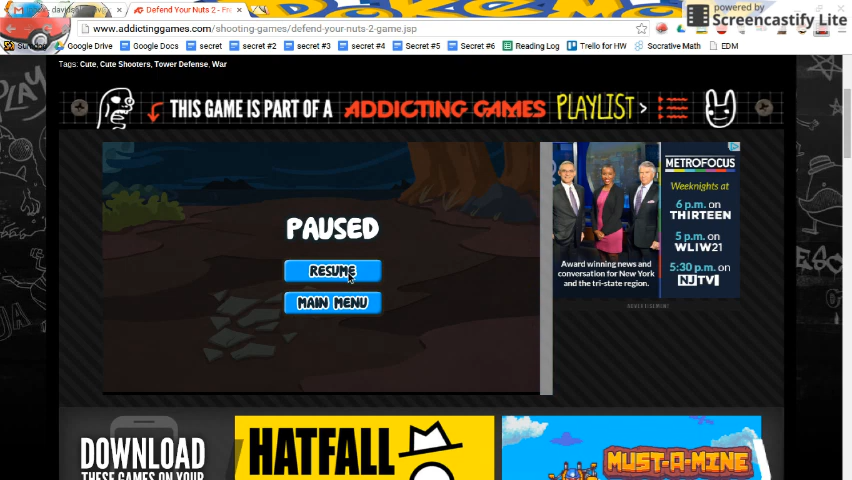 powered by
Screencastify Lite
Defend Your Nuts 2 - Fre
www.addictinggames.com/shooting-games/defend-your-nuts-2-game.jsp
Google Drive
Google Docs
secret
secret #2
secret #3
secret #4
Secret #5
Secret #6
Reading Log
Trello for HW
Socrative Math
EDM
Tags: Cute, Cute Shooters, Tower Defense, War
THIS GAME IS PART OF A ADDICTING GAMES PLAYLIST >
PAUSED
RESUME
MAIN MENU
METROFOCUS
Weeknights at
6 p.m. on
THIRTEEN
5 p.m. on
WLIW21
5:30 p.m. on
NJTV
Award winning news and
conversation for New York
and the tri-state region.
ADVERTISEMENT
DOWNLOAD
THESE GAMES ON YOUR
HATFALL
MUST-A-MINE